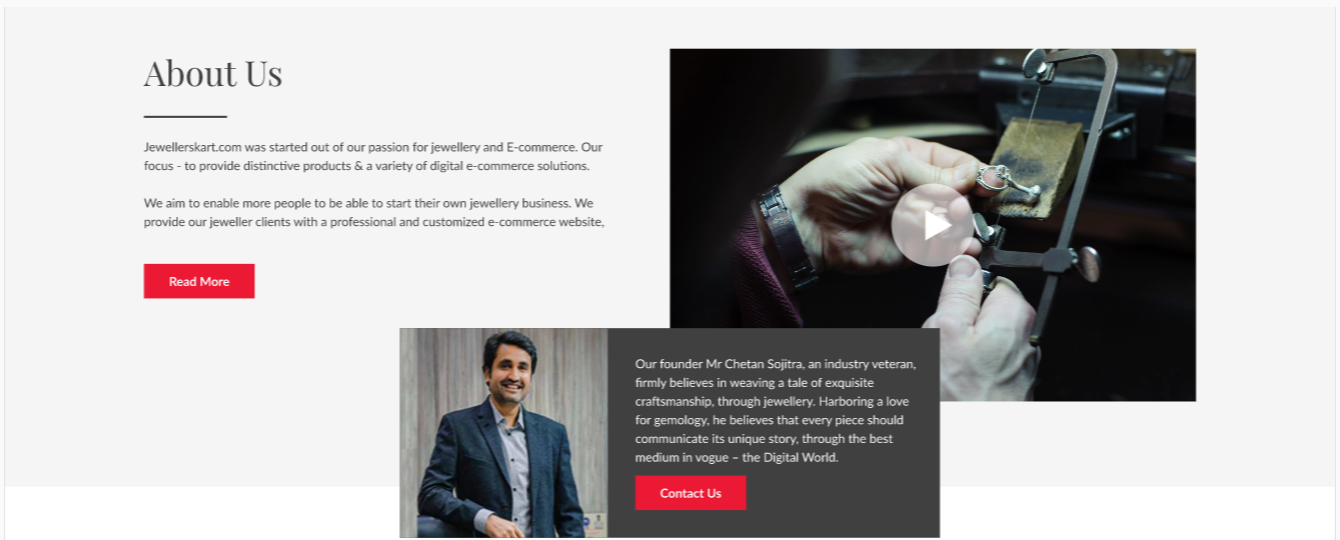 About Us
Jewellerskart.com was started out of our passion for jewellery and E-commerce. Our
focus - to provide distinctive products & a variety of digital e-commerce solutions.
We aim to enable more people to be able to start their own jewellery business. We
provide our jeweller clients with a professional and customized e-commerce website,
Read More
Our founder Mr Chetan Sojitra, an industry veteran,
firmly believes in weaving a tale of exquisite
craftsmanship, through jewellery. Harboring a love
for gemology, he believes that every piece should
communicate its unique story, through the best
medium in vogue – the Digital World.
Contact Us